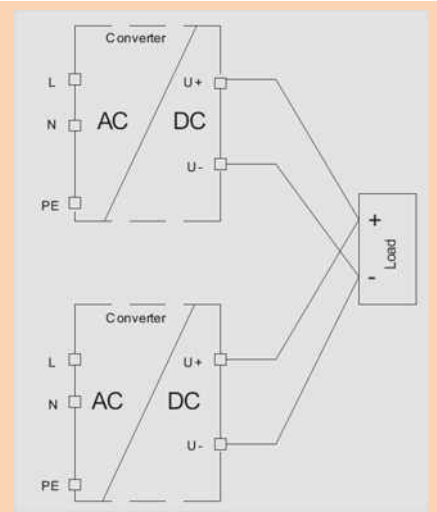 Converter
L
U+
N
AC
DC
U-
PE
+
Load
-
Converter
L
U+
N
AC
DC
U-
PE